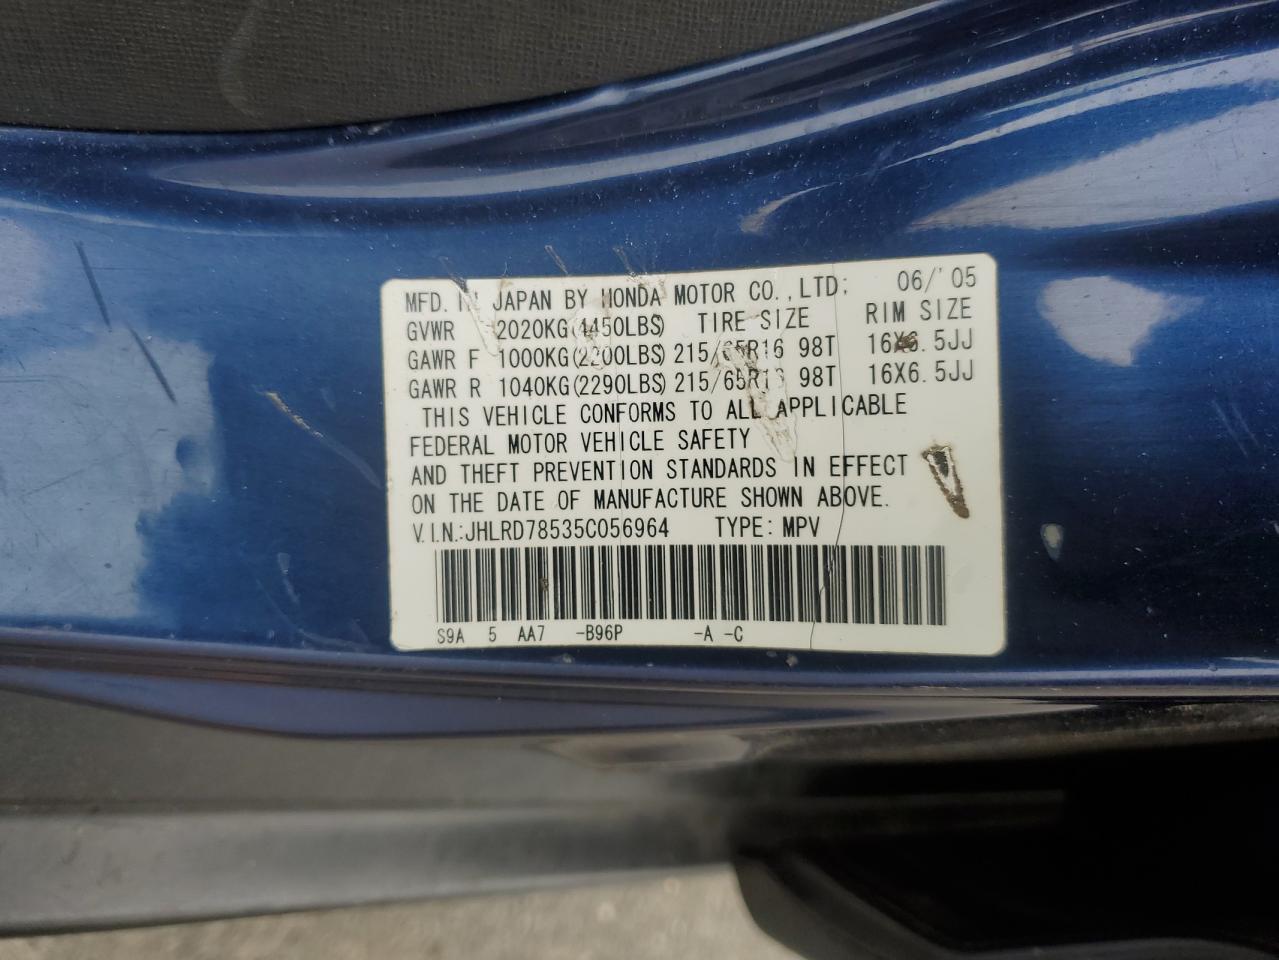 MFD. IN JAPAN BY HONDA MOTOR CO.,LTD: 06/'05
GVWR 2020KG(4450LBS) TIRE SIZE RIM SIZE
GAWR F 1000KG(2200LBS) 215/65R16 98T 16X6.5JJ
GAWR R 1040KG(2290LBS) 215/65R16 98T 16X6.5JJ
THIS VEHICLE CONFORMS TO ALL APPLICABLE
FEDERAL MOTOR VEHICLE SAFETY
AND THEFT PREVENTION STANDARDS IN EFFECT
ON THE DATE OF MANUFACTURE SHOWN ABOVE.
V.I.N.:JHLRD78535C056964 TYPE: MPV
S9A 5 AA7 -B96P -A -C